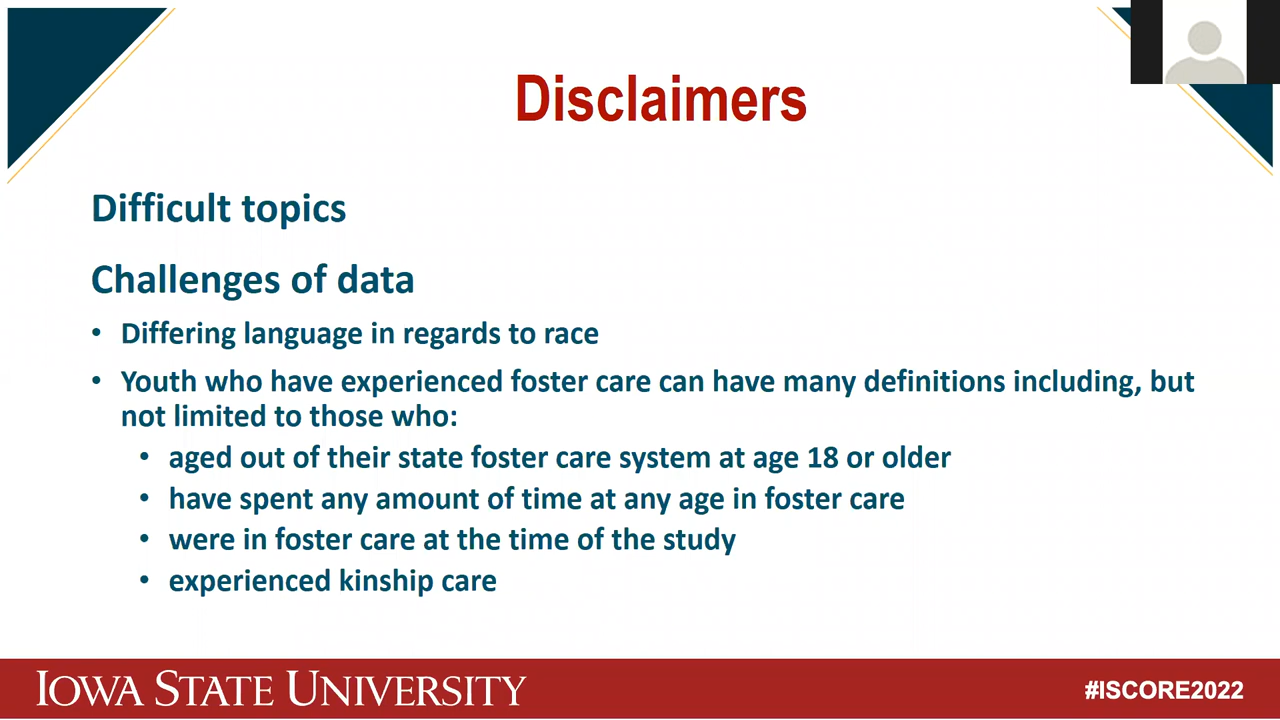 Disclaimers
Difficult topics
Challenges of data
• Differing language in regards to race
• Youth who have experienced foster care can have many definitions including, but
not limited to those who:
• aged out of their state foster care system at age 18 or older
• have spent any amount of time at any age in foster care
• were in foster care at the time of the study
• experienced kinship care
IOWA STATE UNIVERSITY
#ISCORE2022